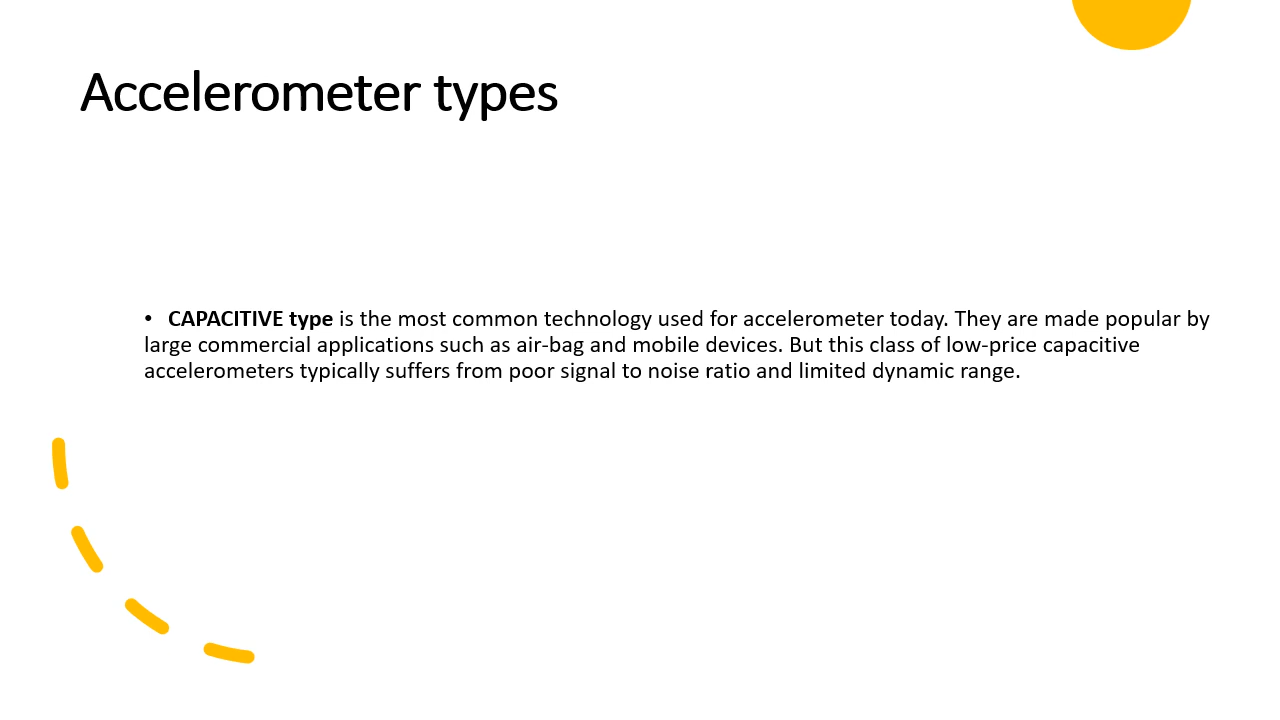 Accelerometer types
• CAPACITIVE type is the most common technology used for accelerometer today. They are made popular by
large commercial applications such as air-bag and mobile devices. But this class of low-price capacitive
accelerometers typically suffers from poor signal to noise ratio and limited dynamic range.